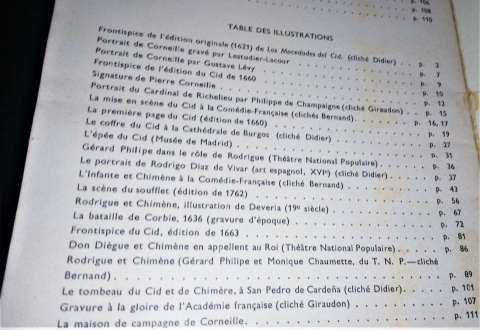 p. 106
p. 108
p. 110
TABLE DES ILLUSTRATIONS
Frontispice de l'édition originale (1621) de Los Mocedades del Cid. (cliché Didier) . p. 2
Portrait de Corneille gravé par Lestudier-Lacour p. 7
Portrait de Corneille par Gustave Lévy p. 9
Frontispice de l'édition du Cid de 1660 p. 10
Signature de Pierre Corneille p. 12
Portrait du Cardinal de Richelieu par Philippe de Champaigne (cliché Giraudon) p. 15
La mise en scène du Cid à la Comédie-Française (clichés Bernand) p. 16, 17
La première page du Cid (édition de 1660) p. 19
Le coffre du Cid à la Cathédrale de Burgos (cliché Didier) p. 27
L'épée du Cid (Musée de Madrid) p. 31
Gérard Philipe dans le rôle de Rodrigue (Théâtre National Populaire) p. 36
Le portrait de Rodrigo Diaz de Vivar (art espagnol, XVIe) (cliché Didier) p. 37
L'Infante et Chimène à la Comédie-Française (cliché Bernand) p. 43
La scène du soufflet (édition de 1762) p. 56
Rodrigue et Chimène, illustration de Deveria (19e siècle) p. 67
La bataille de Corbie, 1636 (gravure d'époque) p. 72
Frontispice du Cid, édition de 1663 p. 81
Don Diègue et Chimène en appellent au Roi (Théâtre National Populaire) p. 86
Rodrigue et Chimène (Gérard Philipe et Monique Chaumette, du T. N. P.—cliché
Bernand) p. 89
Le tombeau du Cid et de Chimère, à San Pedro de Cardeña (cliché Didier) p. 101
Gravure à la gloire de l'Académie française (cliché Giraudon) p. 107
La maison de campagne de Corneille p. 111